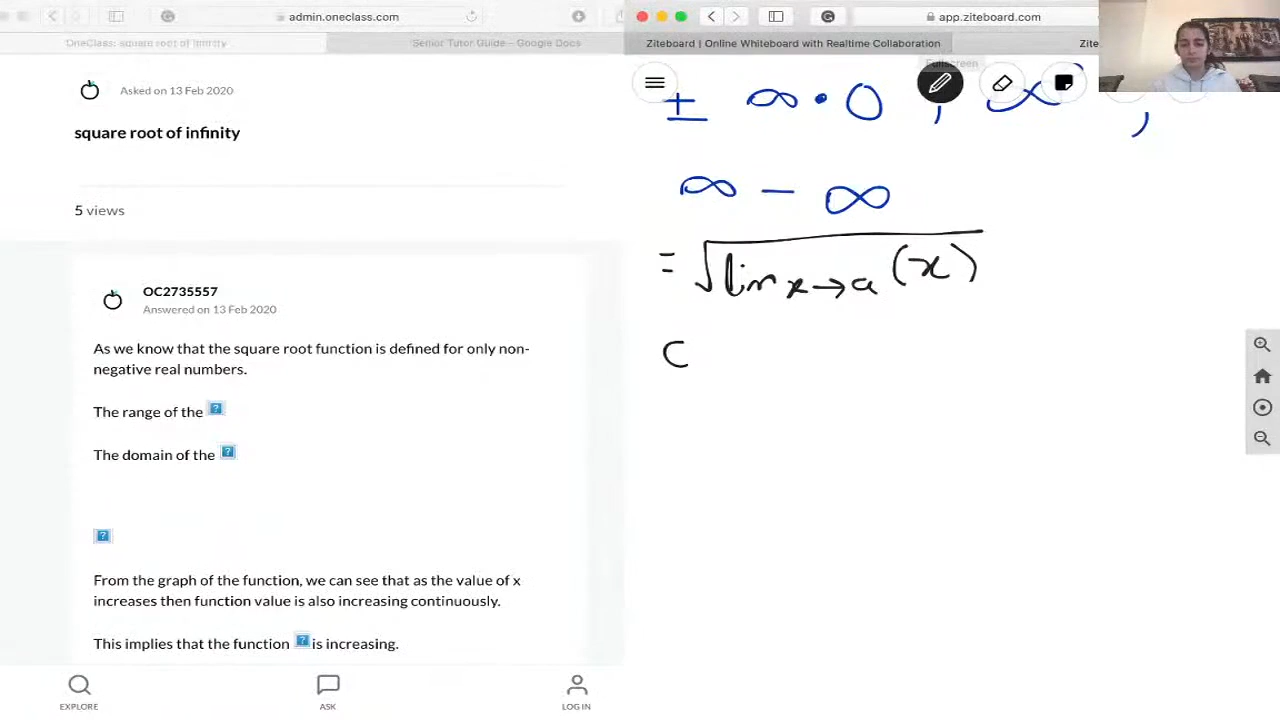 admin.oneclass.com
OneClass: square root of infinity
Senior Tutor Guide – Google Docs
Asked on 13 Feb 2020
square root of infinity
5 views
OC2735557
Answered on 13 Feb 2020
As we know that the square root function is defined for only non-
negative real numbers.
The range of the
The domain of the
From the graph of the function, we can see that as the value of x
increases then function value is also increasing continuously.
This implies that the function is increasing.
EXPLORE
ASK
LOG IN
app.ziteboard.com
Ziteboard | Online Whiteboard with Realtime Collaboration
Zite
Fullscreen
± ∞ · 0 , ∞ ,
∞ − ∞
= √lim x→a (x)
C